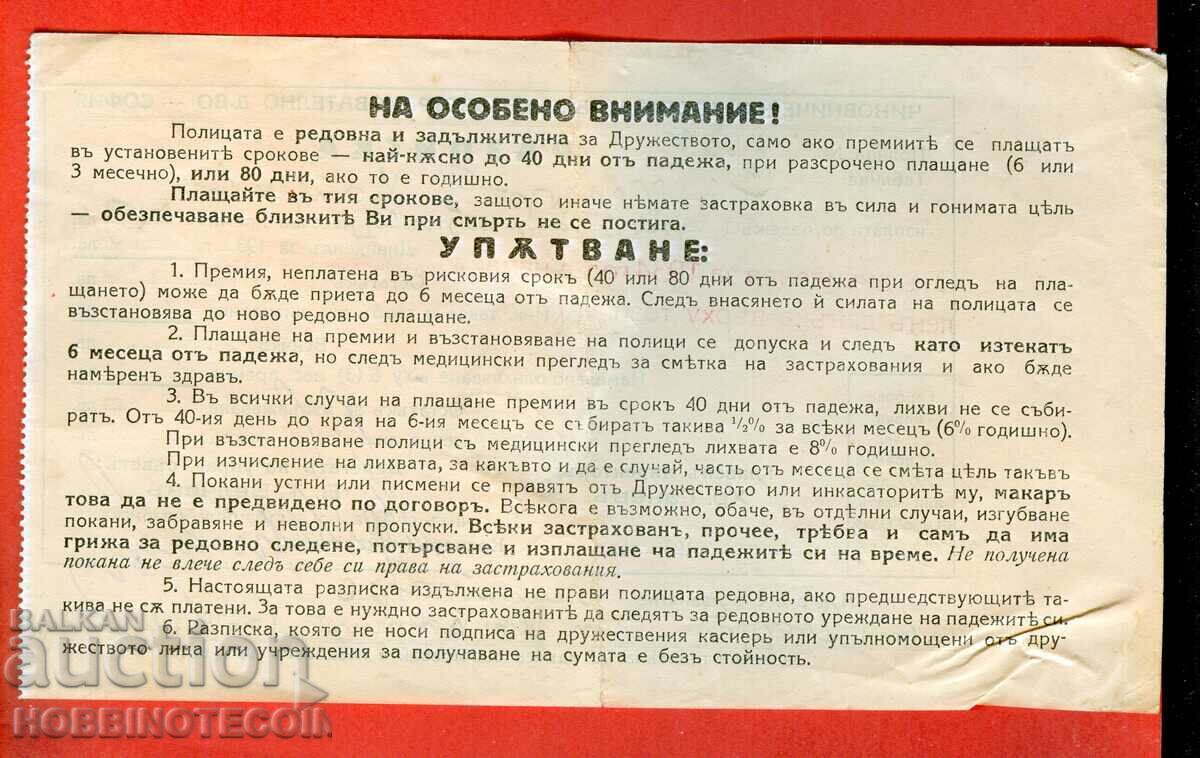 НА ОСОБЕНО ВНИМАНИЕ!
Полицата е редовна и задължителна за Дружеството, само ако премиитѣ се плащатъ
въ установенитѣ срокове — най-кѫсно до 40 дни отъ падежа, при разсрочено плащане (6 или
3 месечно), или 80 дни, ако то е годишно.
Плащайте въ тия срокове, защото иначе нѣмате застраховка въ сила и гонимата цѣль
— обезпечаване близкитѣ Ви при смърть не се постига.
УПѪТВАНЕ:
1. Премия, неплатена въ рисковия срокъ (40 или 80 дни отъ падежа при огледъ на пла-
щането) може да бѫде приета до 6 месеца отъ падежа. Следъ внасянето ѝ силата на полицата се
възстановява до ново редовно плащане.
2. Плащане на премии и възстановяване на полици се допуска и следъ като изтекатъ
6 месеца отъ падежа, но следъ медицински прегледъ за смѣтка на застрахования и ако бѫде
намѣренъ здравъ.
3. Въ всички случаи на плащане премии въ срокъ 40 дни отъ падежа, лихви не се съби-
ратъ. Отъ 40-ия день до края на 6-ия месецъ се събиратъ такива ½% за всѣки месецъ (6% годишно).
При възстановяване полици съ медицински прегледъ лихвата е 8% годишно.
При изчисление на лихвата, за какъвто и да е случай, часть отъ месеца се смѣта цѣлъ такъвъ
4. Покани устни или писмени се правятъ отъ Дружеството или инкасаторитѣ му, макаръ
това да не е предвидено по договоръ. Всѣкога е възможно, обаче, въ отдѣлни случаи, изгубване
покани, забравяне и неволни пропуски. Всѣки застрахованъ, прочее, трѣбва и самъ да има
грижа за редовно следене, потърсване и изплащане на падежитѣ си на време. Не получена
покана не влече следъ себе си права на застрахования.
5. Настоящата разписка издължена не прави полицата редовна, ако предшедствующитѣ та-
кива не сѫ платени. За това е нуждно застрахованитѣ да следятъ за редовното уреждане на падежитѣ си.
6. Разписка, която не носи подписа на дружествения касиеръ или упълномощени отъ дру-
жеството лица или учреждения за получаване на сумата е безъ стойность.
BALKAN
auction
HOBBINOTECOIN